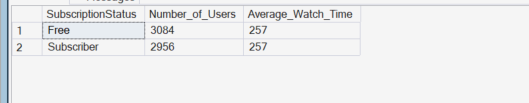 Messages
SubscriptionStatus Number_of_Users Average_Watch_Time
1 Free 3084 257
2 Subscriber 2956 257